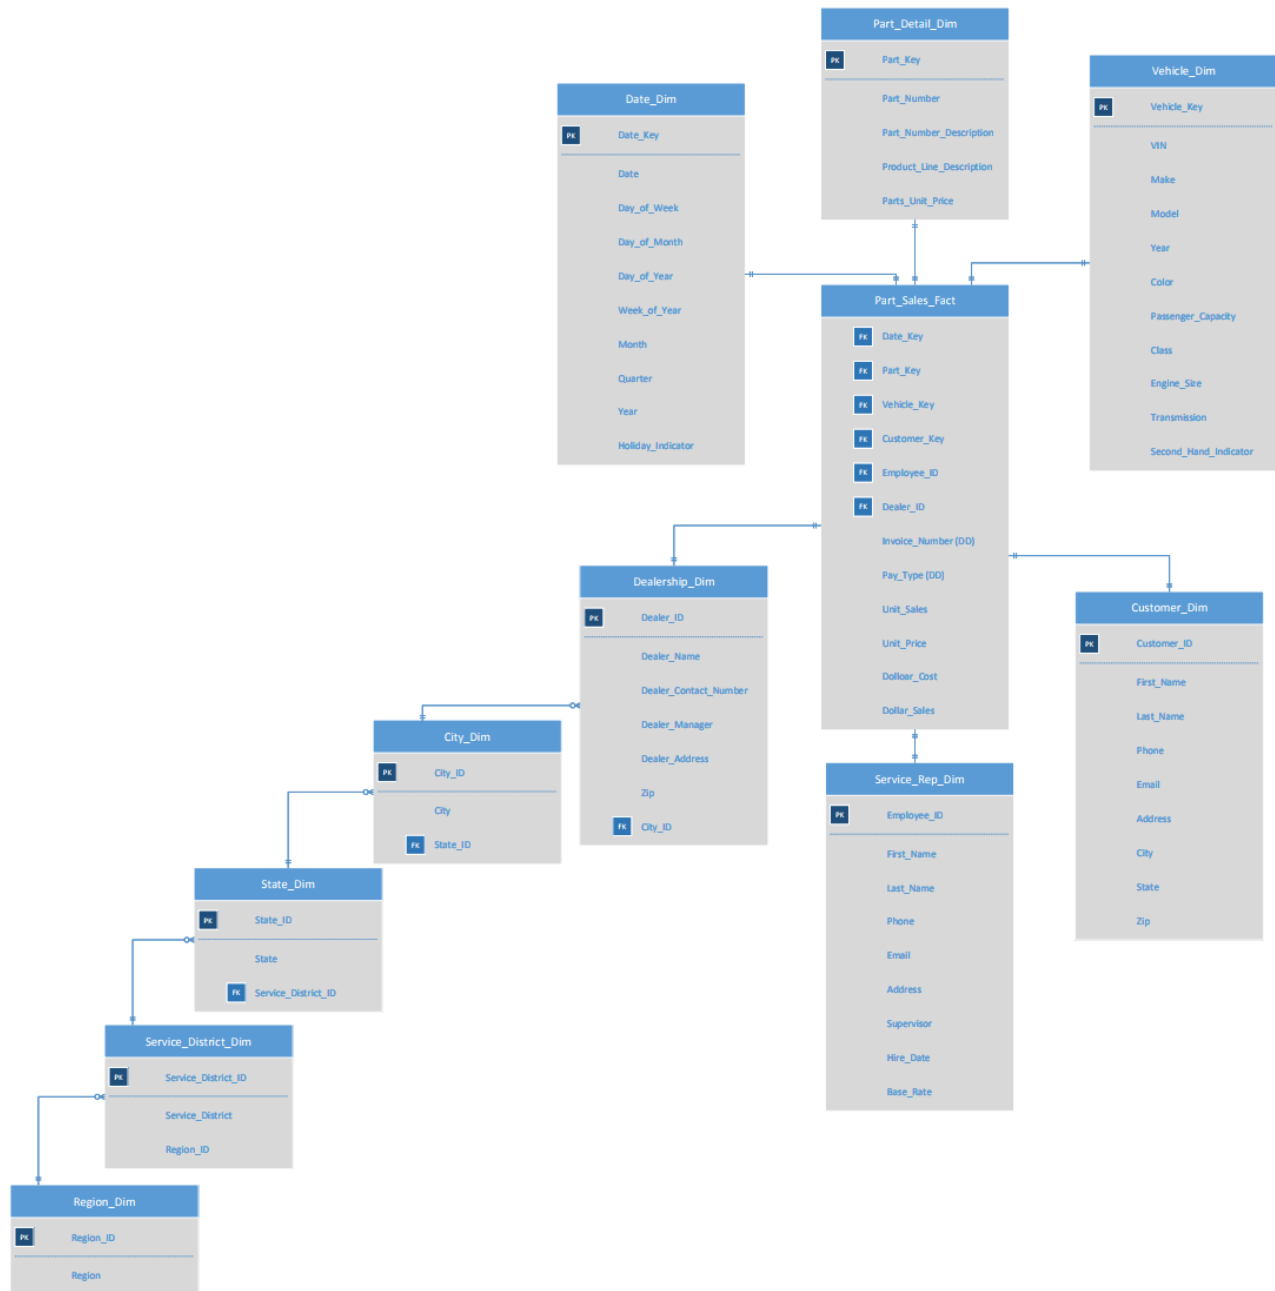 Part_Detail_Dim
PK Part_Key
Part_Number
Part_Number_Description
Product_Line_Description
Parts_Unit_Price
Vehicle_Dim
PK Vehicle_Key
VIN
Make
Model
Year
Color
Passenger_Capacity
Class
Engine_Size
Transmission
Second_Hand_Indicator
Date_Dim
PK Date_Key
Date
Day_of_Week
Day_of_Month
Day_of_Year
Week_of_Year
Month
Quarter
Year
Holiday_Indicator
Part_Sales_Fact
FK Date_Key
FK Part_Key
FK Vehicle_Key
FK Customer_Key
FK Employee_ID
FK Dealer_ID
Invoice_Number (DD)
Pay_Type (DD)
Unit_Sales
Unit_Price
Dolloar_Cost
Dollar_Sales
Dealership_Dim
PK Dealer_ID
Dealer_Name
Dealer_Contact_Number
Dealer_Manager
Dealer_Address
Zip
FK City_ID
Customer_Dim
PK Customer_ID
First_Name
Last_Name
Phone
Email
Address
City
State
Zip
City_Dim
PK City_ID
City
FK State_ID
Service_Rep_Dim
PK Employee_ID
First_Name
Last_Name
Phone
Email
Address
Supervisor
Hire_Date
Base_Rate
State_Dim
PK State_ID
State
FK Service_District_ID
Service_District_Dim
PK Service_District_ID
Service_District
Region_ID
Region_Dim
PK Region_ID
Region